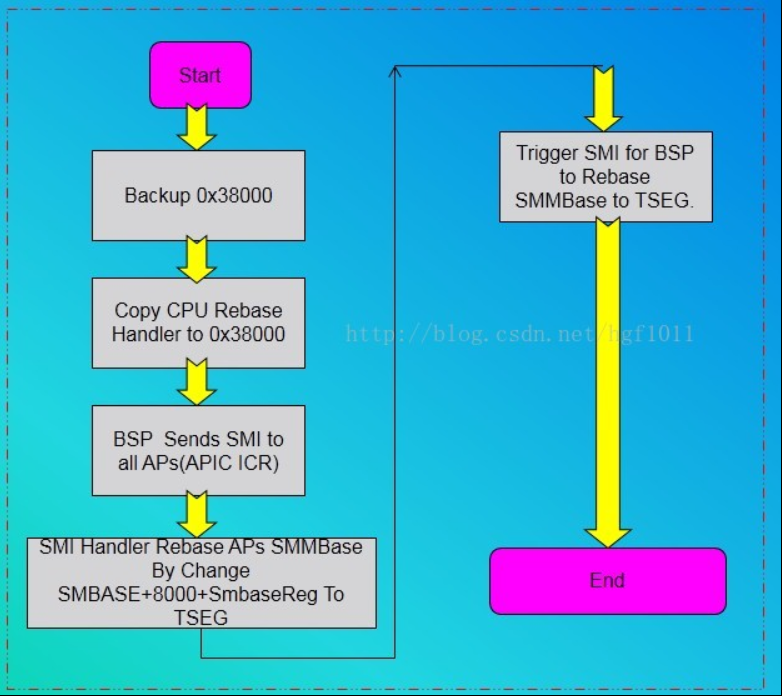 Start
Backup 0x38000
Copy CPU Rebase
Handler to 0x38000
BSP  Sends SMI to
all APs(APIC ICR)
SMI Handler Rebase APs SMMBase
By Change
SMBASE+8000+SmbaseReg To
TSEG
Trigger SMI for BSP
to Rebase
SMMBase to TSEG.
http://blog.csdn.net/hgf1011
End